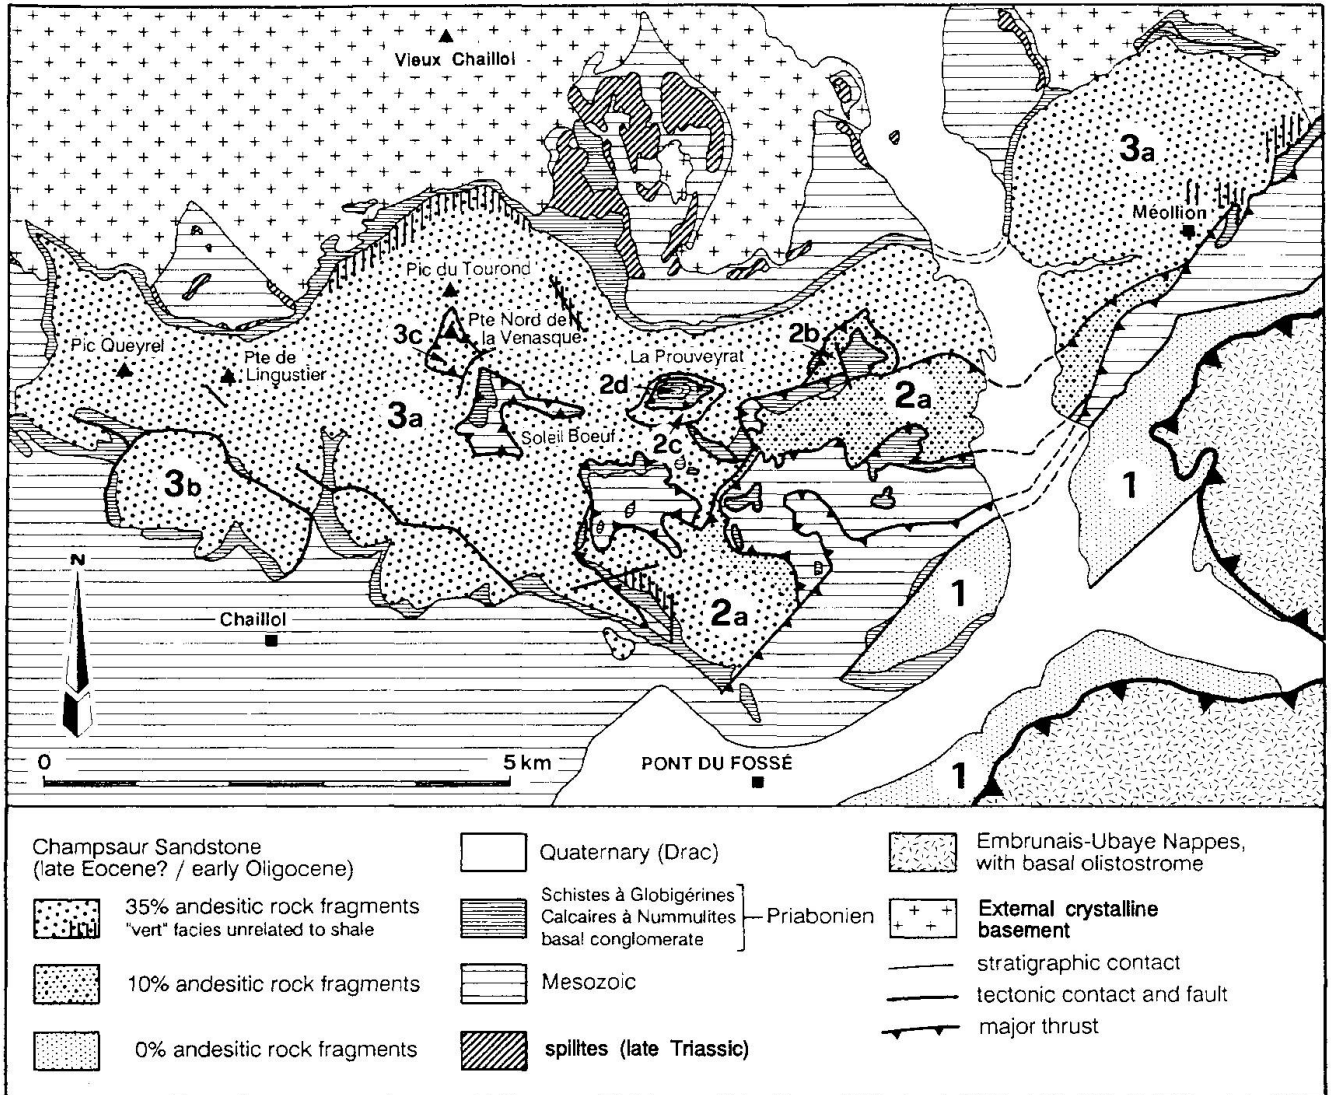 Vieux Chaillol
3a
Méollion
Pic du Tourond
3c
Pte Nord de
la Venasque
2b
Pic Queyrel
Pte de
Lingustier
La Prouveyrat
2d
2a
3a
Soleil Boeuf
2c
3b
1
N
1
Chaillol
2a
0
5 km
PONT DU FOSSÉ
1
Champsaur Sandstone
(late Eocene? / early Oligocene)
35% andesitic rock fragments
"vert" facies unrelated to shale
10% andesitic rock fragments
0% andesitic rock fragments
Quaternary (Drac)
Schistes à Globigérines
Calcaires à Nummulites
basal conglomerate
Priabonien
Mesozoic
spilites (late Triassic)
Embrunais-Ubaye Nappes,
with basal olistostrome
External crystalline
basement
stratigraphic contact
tectonic contact and fault
major thrust